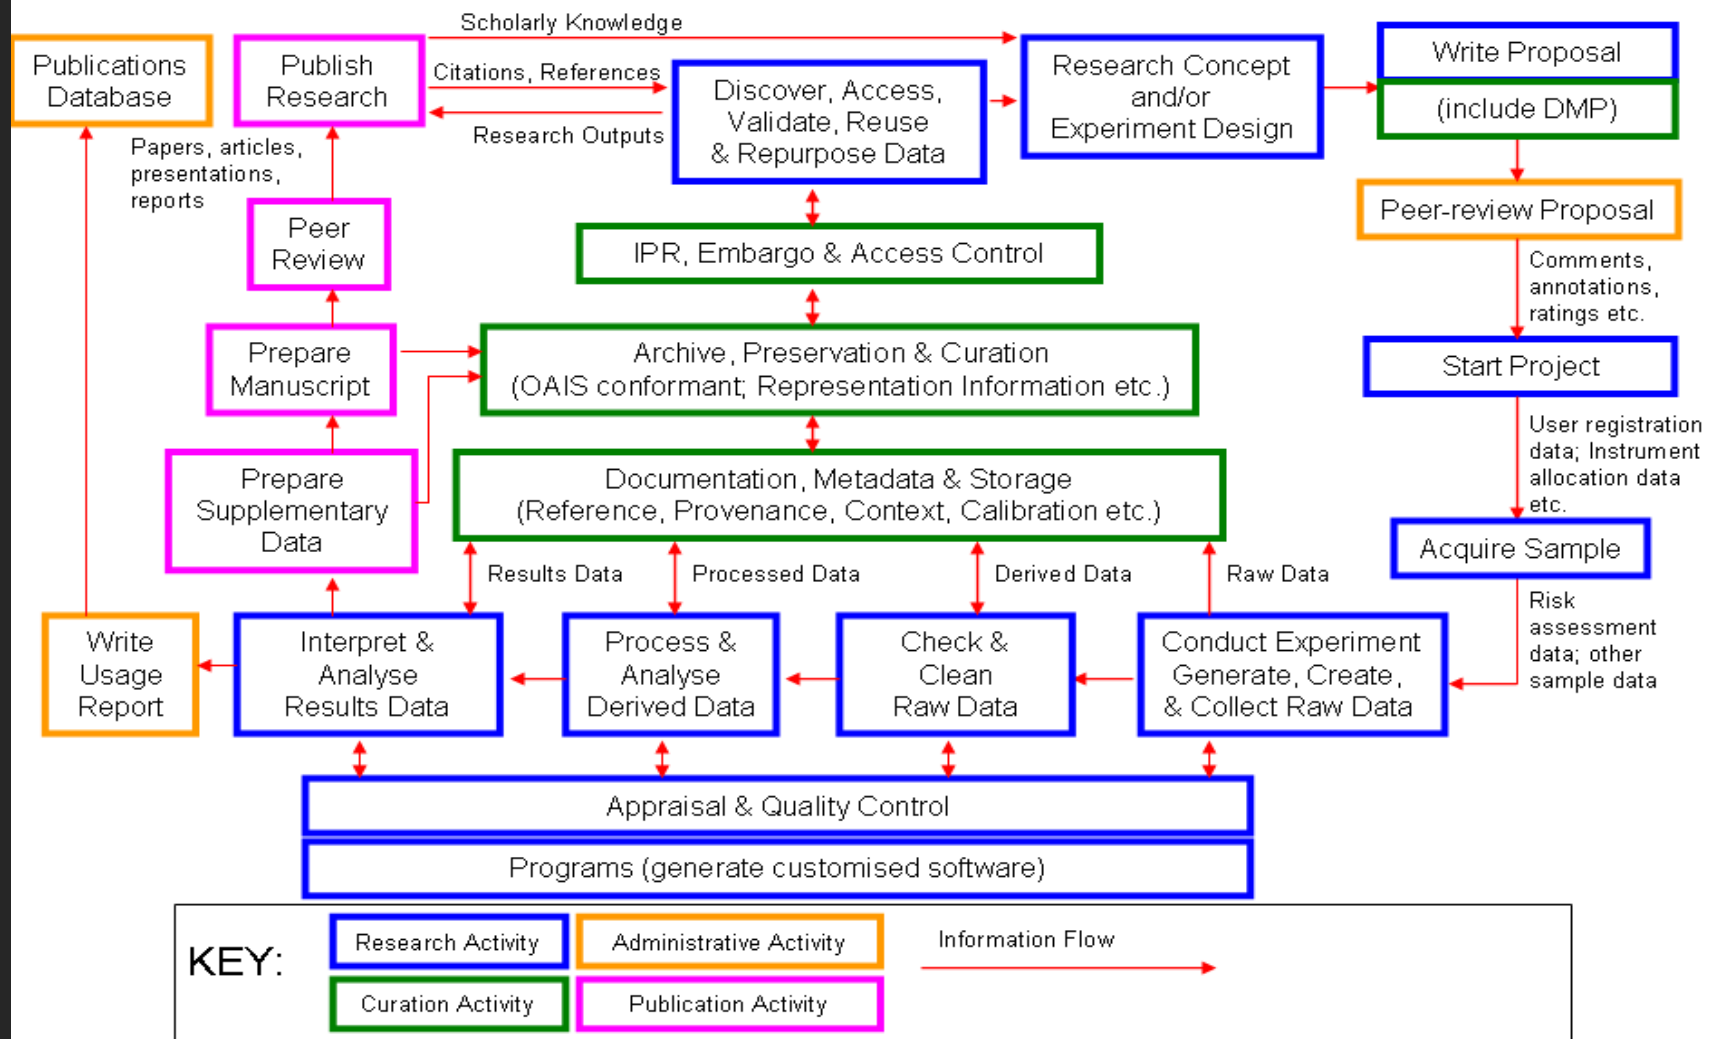 Scholarly Knowledge
Publications
Database
Publish
Research
Citations, References
Research Outputs
Discover, Access,
Validate, Reuse
& Repurpose Data
Research Concept
and/or
Experiment Design
Write Proposal
(include DMP)
Papers, articles,
presentations,
reports
Peer
Review
IPR, Embargo & Access Control
Peer-review Proposal
Comments,
annotations,
ratings etc.
Prepare
Manuscript
Archive, Preservation & Curation
(OAIS conformant; Representation Information etc.)
Start Project
User registration
data; Instrument
allocation data
etc.
Prepare
Supplementary
Data
Documentation, Metadata & Storage
(Reference, Provenance, Context, Calibration etc.)
Acquire Sample
Results Data
Processed Data
Derived Data
Raw Data
Risk
assessment
data; other
sample data
Write
Usage
Report
Interpret &
Analyse
Results Data
Process &
Analyse
Derived Data
Check &
Clean
Raw Data
Conduct Experiment
Generate, Create,
& Collect Raw Data
Appraisal & Quality Control
Programs (generate customised software)
KEY:
Research Activity
Administrative Activity
Information Flow
Curation Activity
Publication Activity